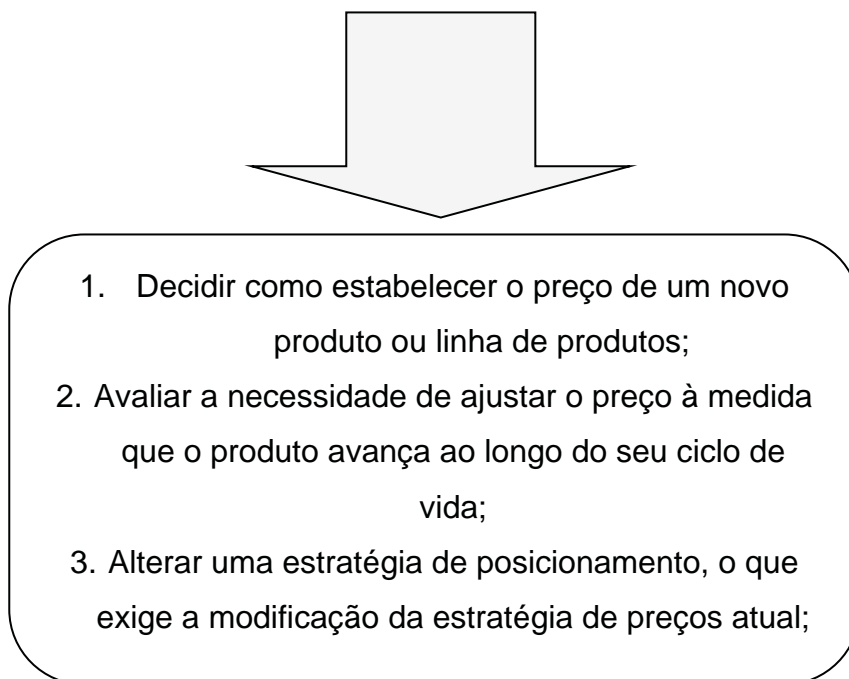 1. Decidir como estabelecer o preço de um novo
produto ou linha de produtos;
2. Avaliar a necessidade de ajustar o preço à medida
que o produto avança ao longo do seu ciclo de
vida;
3. Alterar uma estratégia de posicionamento, o que
exige a modificação da estratégia de preços atual;